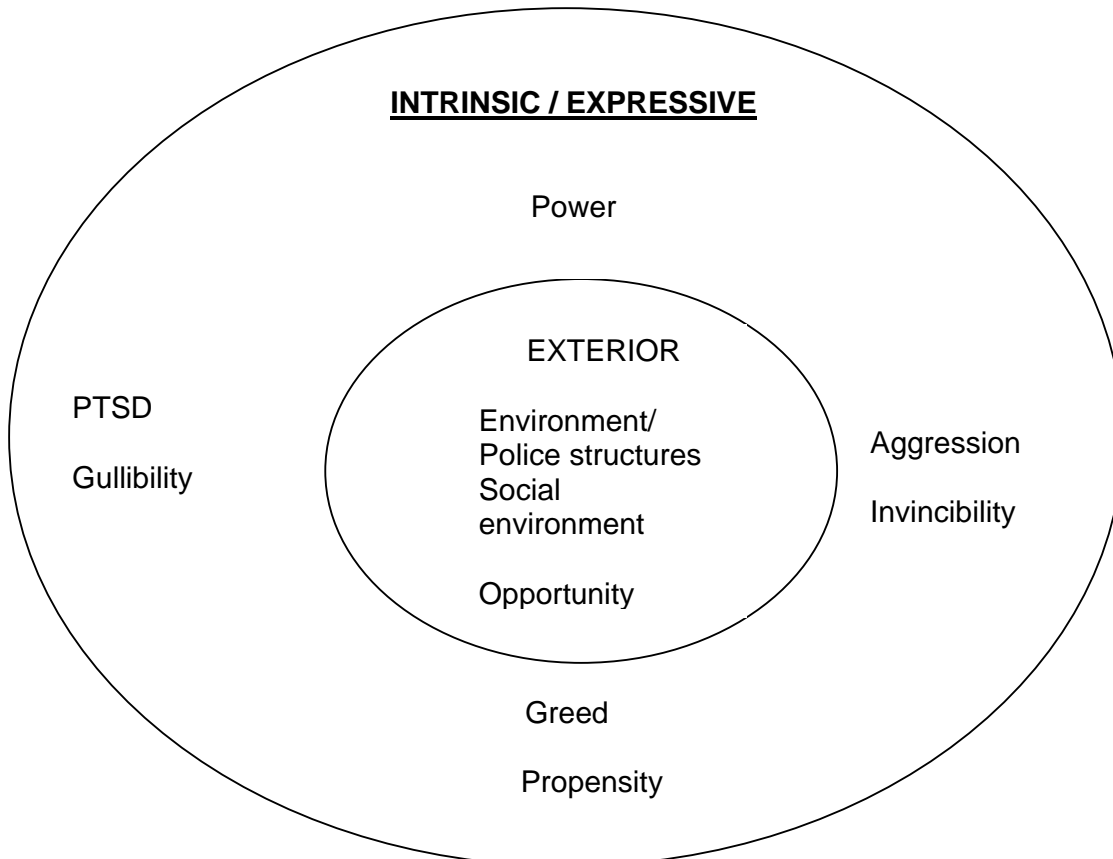 INTRINSIC / EXPRESSIVE
Power
EXTERIOR
Environment/
Police structures
Social
environment
Opportunity
PTSD
Gullibility
Aggression
Invincibility
Greed
Propensity